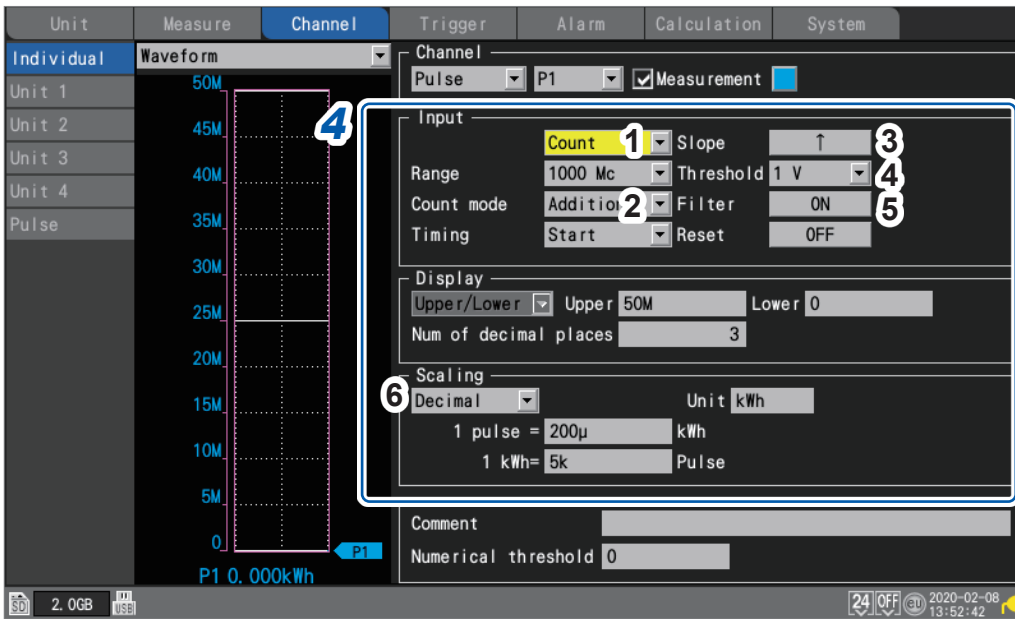 Unit Measure Channel Trigger Alarm Calculation System
Individual
Unit 1
Unit 2
Unit 3
Unit 4
Pulse
Waveform
50M
45M
40M
35M
30M
25M
20M
15M
10M
5M
0
P1
P1 0.000kWh
Channel
Pulse P1 Measurement
4
Input
Count 1 Slope ↑ 3
Range 1000 Mc Threshold 1 V 4
Count mode Addition 2 Filter ON 5
Timing Start Reset OFF
Display
Upper/Lower Upper 50M Lower 0
Num of decimal places 3
Scaling
6 Decimal Unit kWh
1 pulse = 200µ kWh
1 kWh= 5k Pulse
Comment
Numerical threshold 0
SD 2.0GB USB 24 OFF eu 2020-02-08
13:52:42